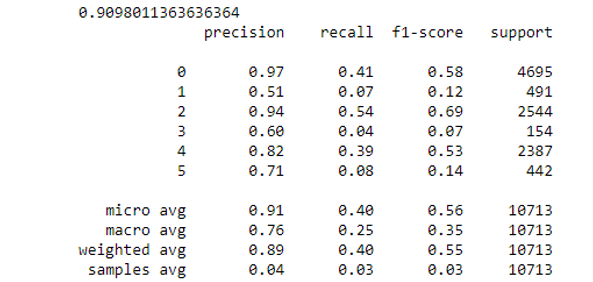 0.9098011363636364
precision recall f1-score support
0 0.97 0.41 0.58 4695
1 0.51 0.07 0.12 491
2 0.94 0.54 0.69 2544
3 0.60 0.04 0.07 154
4 0.82 0.39 0.53 2387
5 0.71 0.08 0.14 442
micro avg 0.91 0.40 0.56 10713
macro avg 0.76 0.25 0.35 10713
weighted avg 0.89 0.40 0.55 10713
samples avg 0.04 0.03 0.03 10713